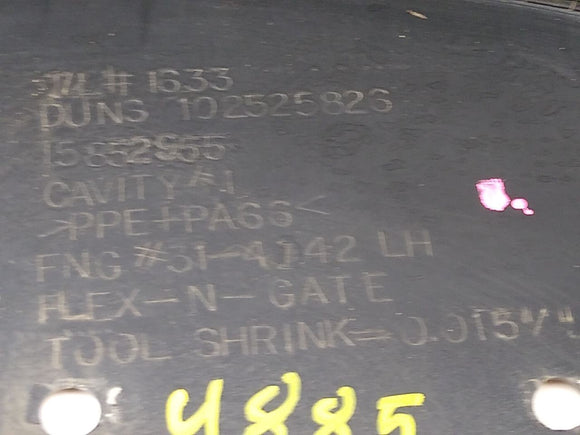 # 1633
DUNS 102525826
15852955
CAVITY #1
>PPE+PA66<
ENG #31-4142 LH
FLEX-N-GATE
TOOL SHRINK= 0.015"/"
4885